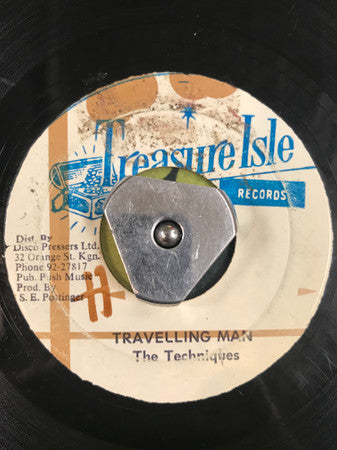 Treasure Isle
RECORDS
Dist. By
Disco Pressers Ltd.
32 Orange St. Kgn.
Phone 92-27817
Pub. Push Music
Prod. By
S. E. Pottinger
H
TRAVELLING MAN
The Techniques